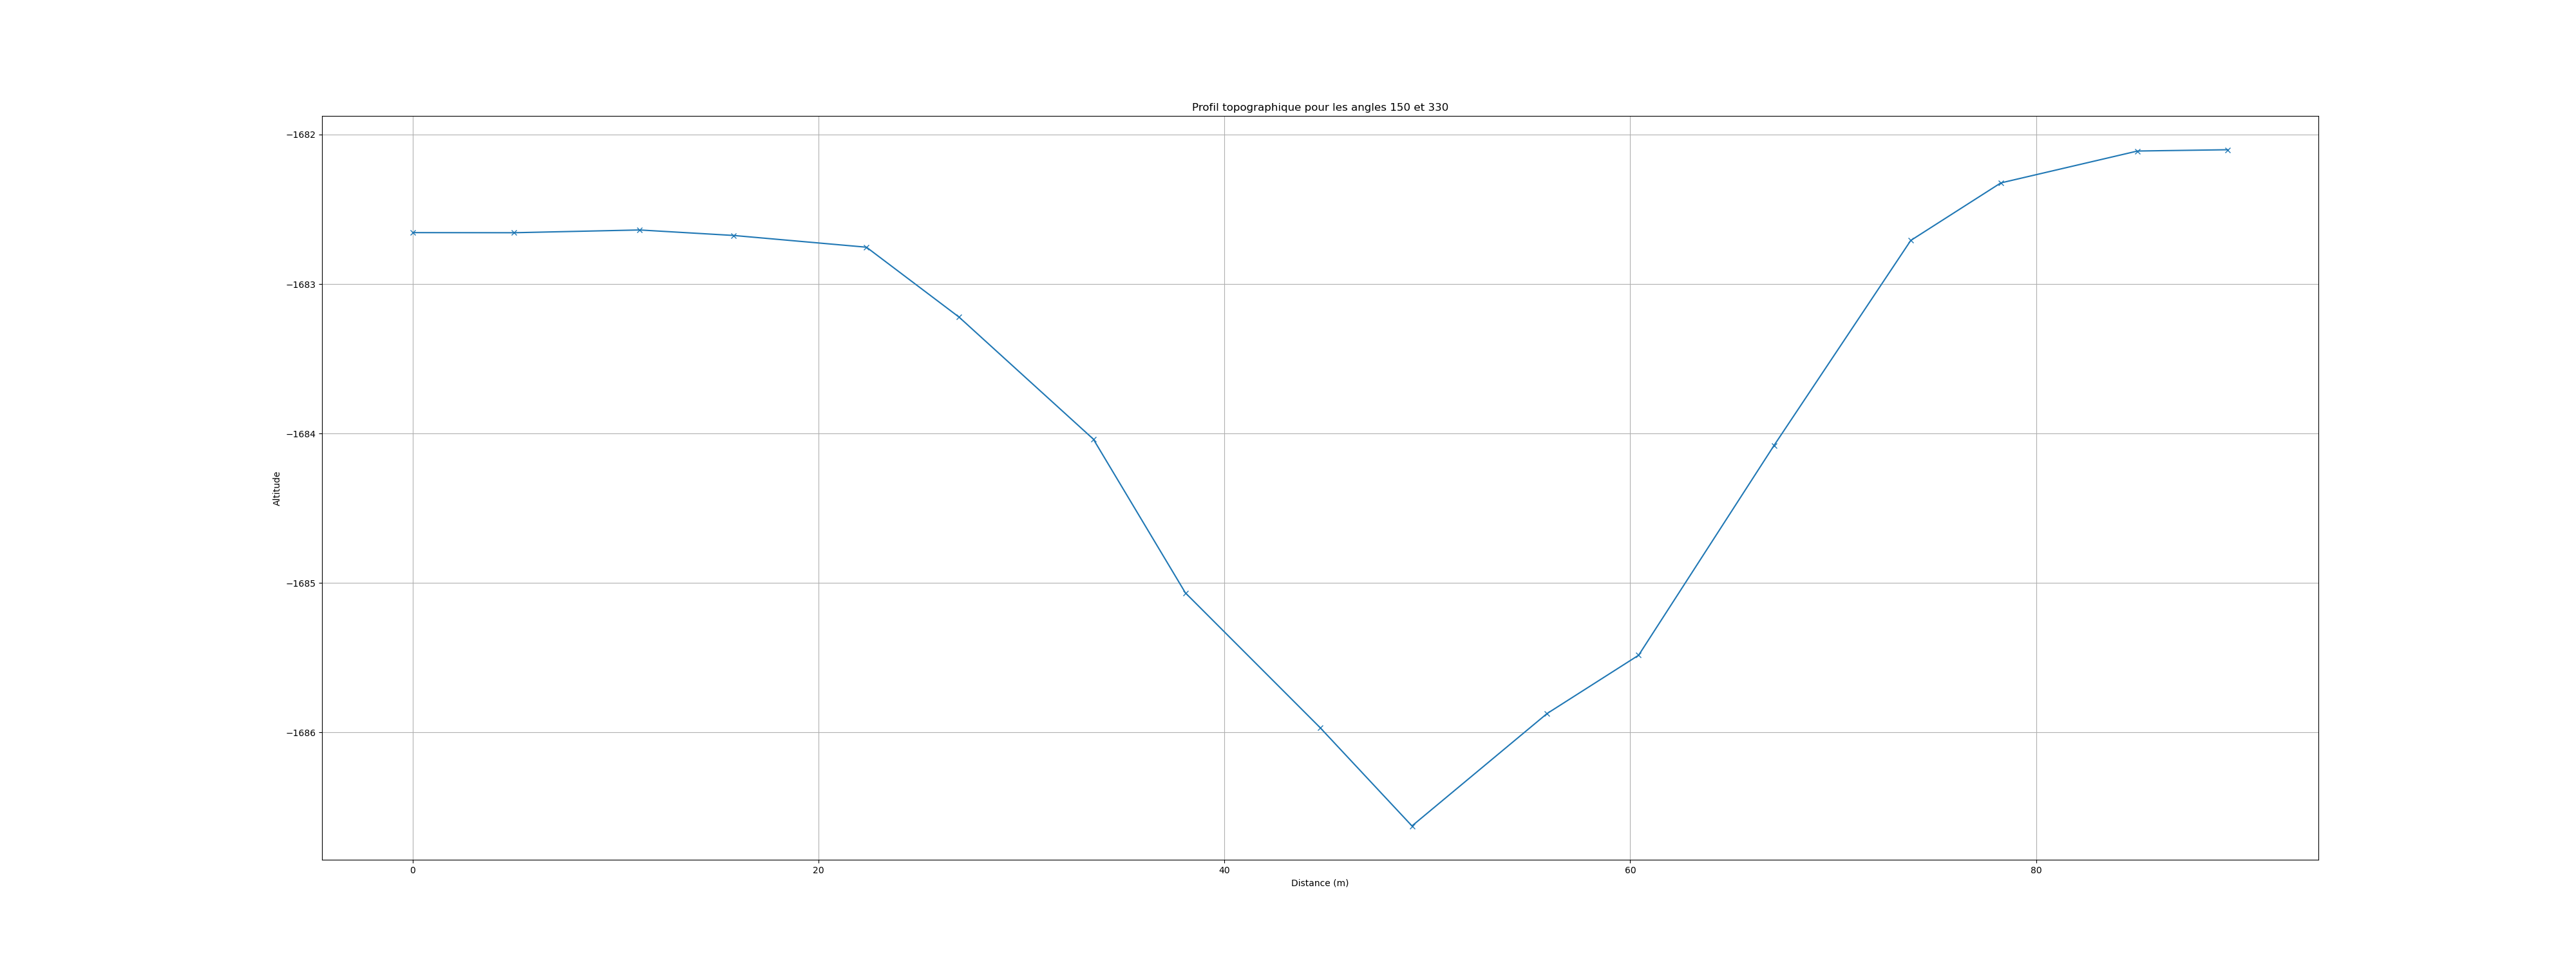 Profil topographique pour les angles 150 et 330
−1682
−1683
−1684
−1685
−1686
Altitude
0 20 40 60 80
Distance (m)